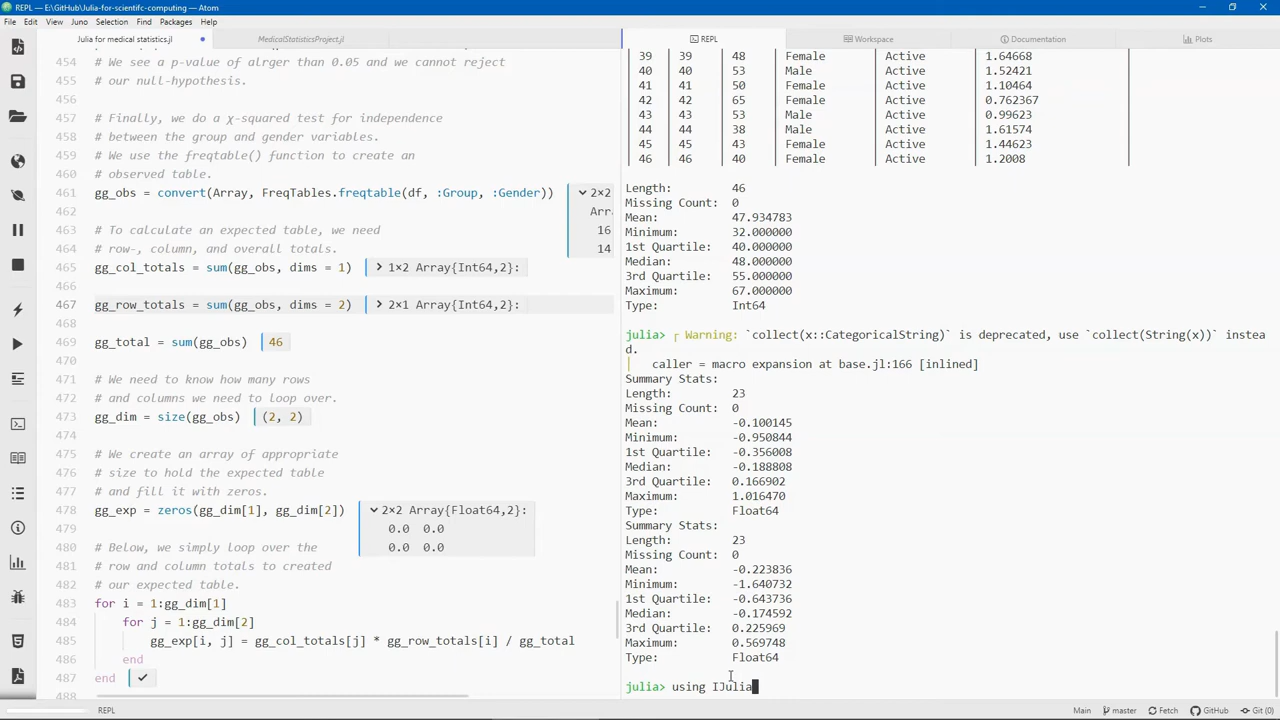 REPL — E:\GitHub\Julia-for-scientifc-computing — Atom
File Edit View Juno Selection Find Packages Help
Julia for medical statistics.jl
MedicalStatisticsProject.jl
454 # We see a p-value of alrger than 0.05 and we cannot reject
455 # our null-hypothesis.
456
457 # Finally, we do a χ-squared test for independence
458 # between the group and gender variables.
459 # We use the freqtable() function to create an
460 # observed table.
461 gg_obs = convert(Array, FreqTables.freqtable(df, :Group, :Gender)) 2×2
Arr
16
462
463 # To calculate an expected table, we need
14
464 # row-, column, and overall totals.
465 gg_col_totals = sum(gg_obs, dims = 1) 1×2 Array{Int64,2}:
466
467 gg_row_totals = sum(gg_obs, dims = 2) 2×1 Array{Int64,2}:
468
469 gg_total = sum(gg_obs) 46
470
471 # We need to know how many rows
472 # and columns we need to loop over.
473 gg_dim = size(gg_obs) (2, 2)
474
475 # We create an array of appropriate
476 # size to hold the expected table
477 # and fill it with zeros.
478 gg_exp = zeros(gg_dim[1], gg_dim[2]) 2×2 Array{Float64,2}:
479 0.0 0.0
480 # Below, we simply loop over the 0.0 0.0
481 # row and column totals to created
482 # our expected table.
483 for i = 1:gg_dim[1]
484 for j = 1:gg_dim[2]
485 gg_exp[i, j] = gg_col_totals[j] * gg_row_totals[i] / gg_total
486 end
487 end ✓
488
REPL Workspace Documentation Plots
│ 39 │ 39 │ 48 │ Female │ Active │ 1.64668 │
│ 40 │ 40 │ 53 │ Male │ Active │ 1.52421 │
│ 41 │ 41 │ 50 │ Female │ Active │ 1.10464 │
│ 42 │ 42 │ 65 │ Female │ Active │ 0.762367 │
│ 43 │ 43 │ 53 │ Male │ Active │ 0.99623 │
│ 44 │ 44 │ 38 │ Male │ Active │ 1.61574 │
│ 45 │ 45 │ 43 │ Female │ Active │ 1.44623 │
│ 46 │ 46 │ 40 │ Female │ Active │ 1.2008 │
Length: 46
Missing Count: 0
Mean: 47.934783
Minimum: 32.000000
1st Quartile: 40.000000
Median: 48.000000
3rd Quartile: 55.000000
Maximum: 67.000000
Type: Int64
julia> ┌ Warning: `collect(x::CategoricalString)` is deprecated, use `collect(String(x))` instea
d.
│ caller = macro expansion at base.jl:166 [inlined]
Summary Stats:
Length: 23
Missing Count: 0
Mean: -0.100145
Minimum: -0.950844
1st Quartile: -0.356008
Median: -0.188808
3rd Quartile: 0.166902
Maximum: 1.016470
Type: Float64
Summary Stats:
Length: 23
Missing Count: 0
Mean: -0.223836
Minimum: -1.640732
1st Quartile: -0.643736
Median: -0.174592
3rd Quartile: 0.225969
Maximum: 0.569748
Type: Float64
julia> using IJulia
REPL
Main master Fetch GitHub Git (0)